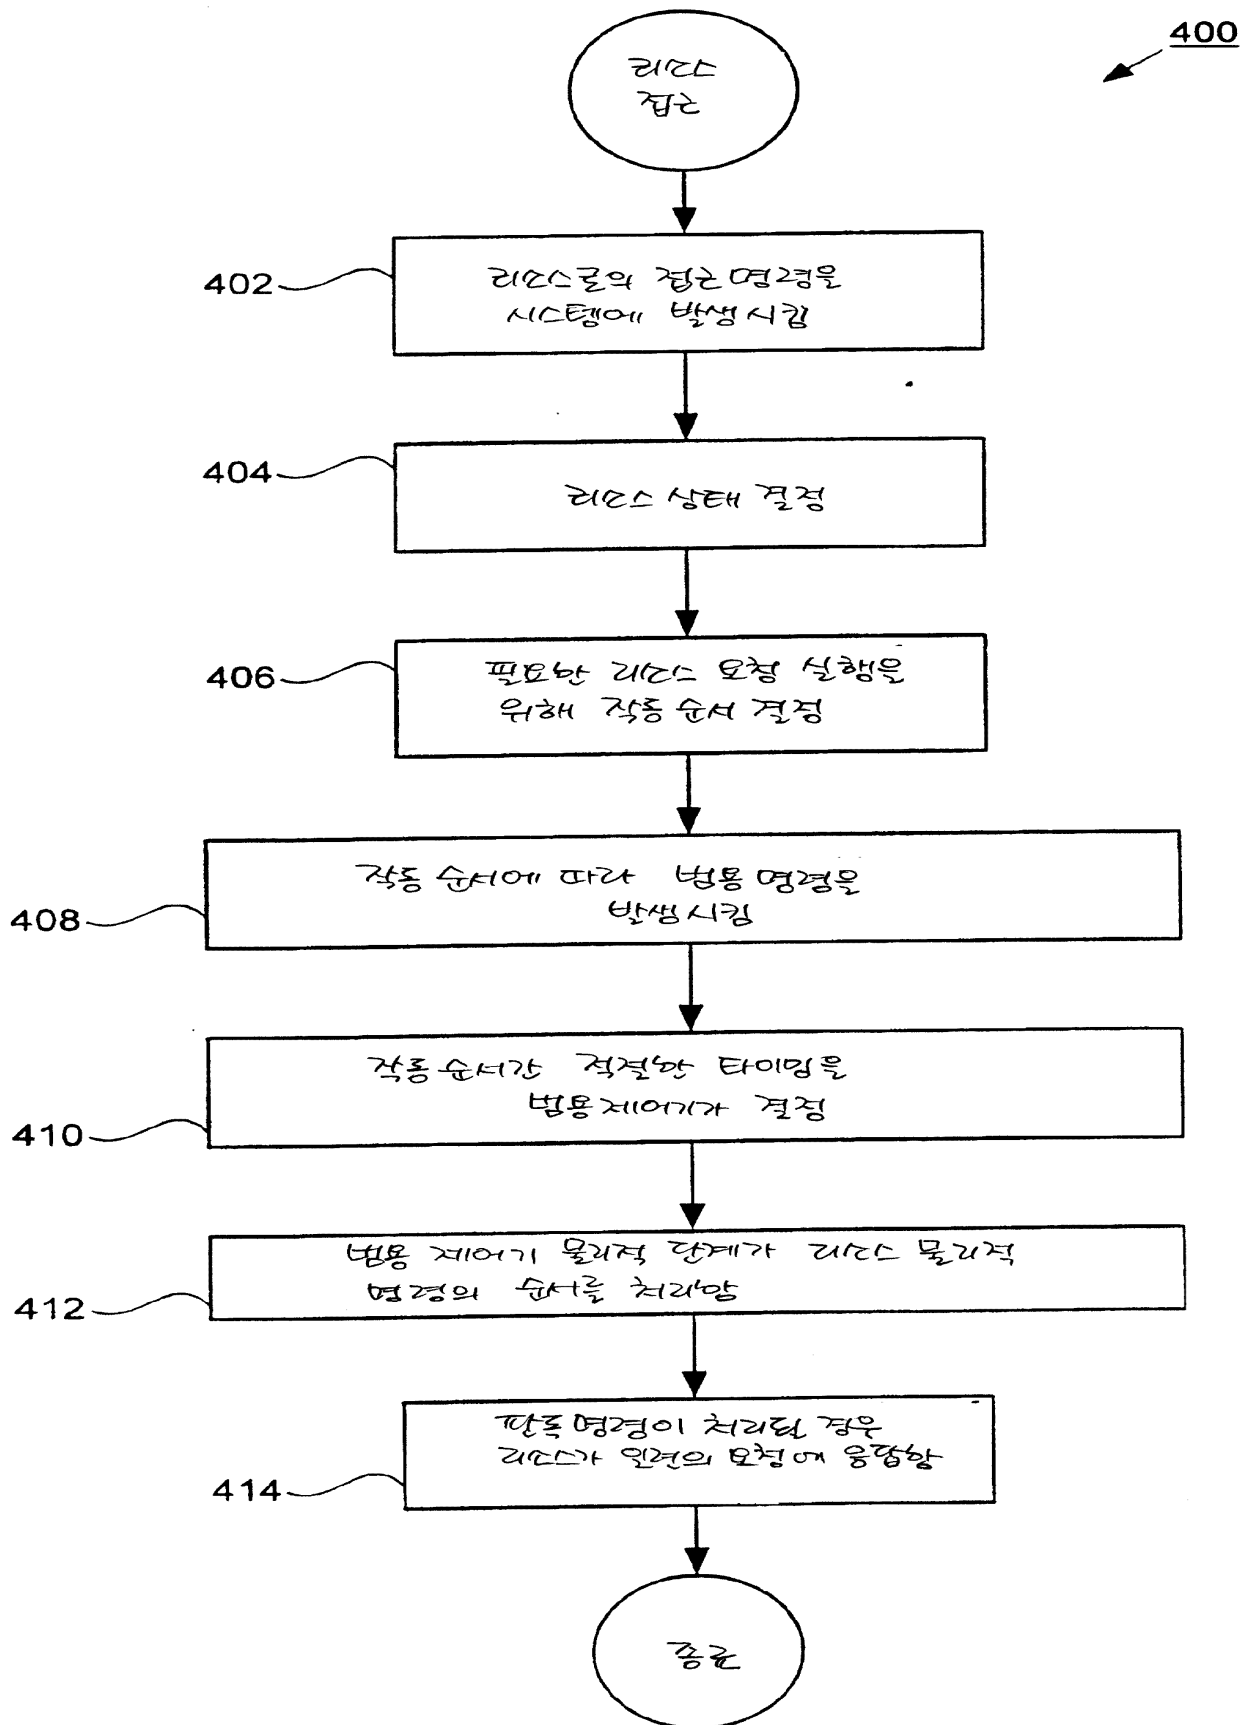 400
리소스
접근
402
리소스로의 접근 명령을
시스템에 발생시킴
404
리소스 상태 결정
406
필요한 리소스 요청 실행을
위해 작동 순서 결정
408
작동 순서에 따라 범용 명령을
발생시킴
410
작동 순서간 적절한 타이밍을
범용 제어기가 결정
412
범용 제어기 물리적 단계가 리소스 물리적
명령의 순서를 처리함
414
판독 명령이 처리될 경우
리소스가 일련의 요청에 응답함
종료